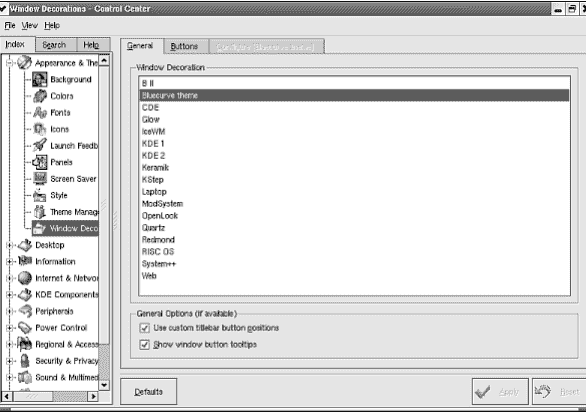 Window Decorations - Control Center
File View Help
Index Search Help
Appearance & The
Background
Colors
Fonts
Icons
Launch Feedb
Panels
Screen Saver
Style
Theme Manag
Window Deco
Desktop
Information
Internet & Networ
KDE Components
Peripherals
Power Control
Regional & Access
Security & Privacy
Sound & Multimed
General Buttons Configure [Bluecurve theme]
Window Decoration
B II
Bluecurve theme
CDE
Glow
IceWM
KDE 1
KDE 2
Keramik
KStep
Laptop
ModSystem
OpenLook
Quartz
Redmond
RISC OS
System++
Web
General Options (If available)
Use custom titlebar button positions
Show window button tooltips
Defaults Apply Reset